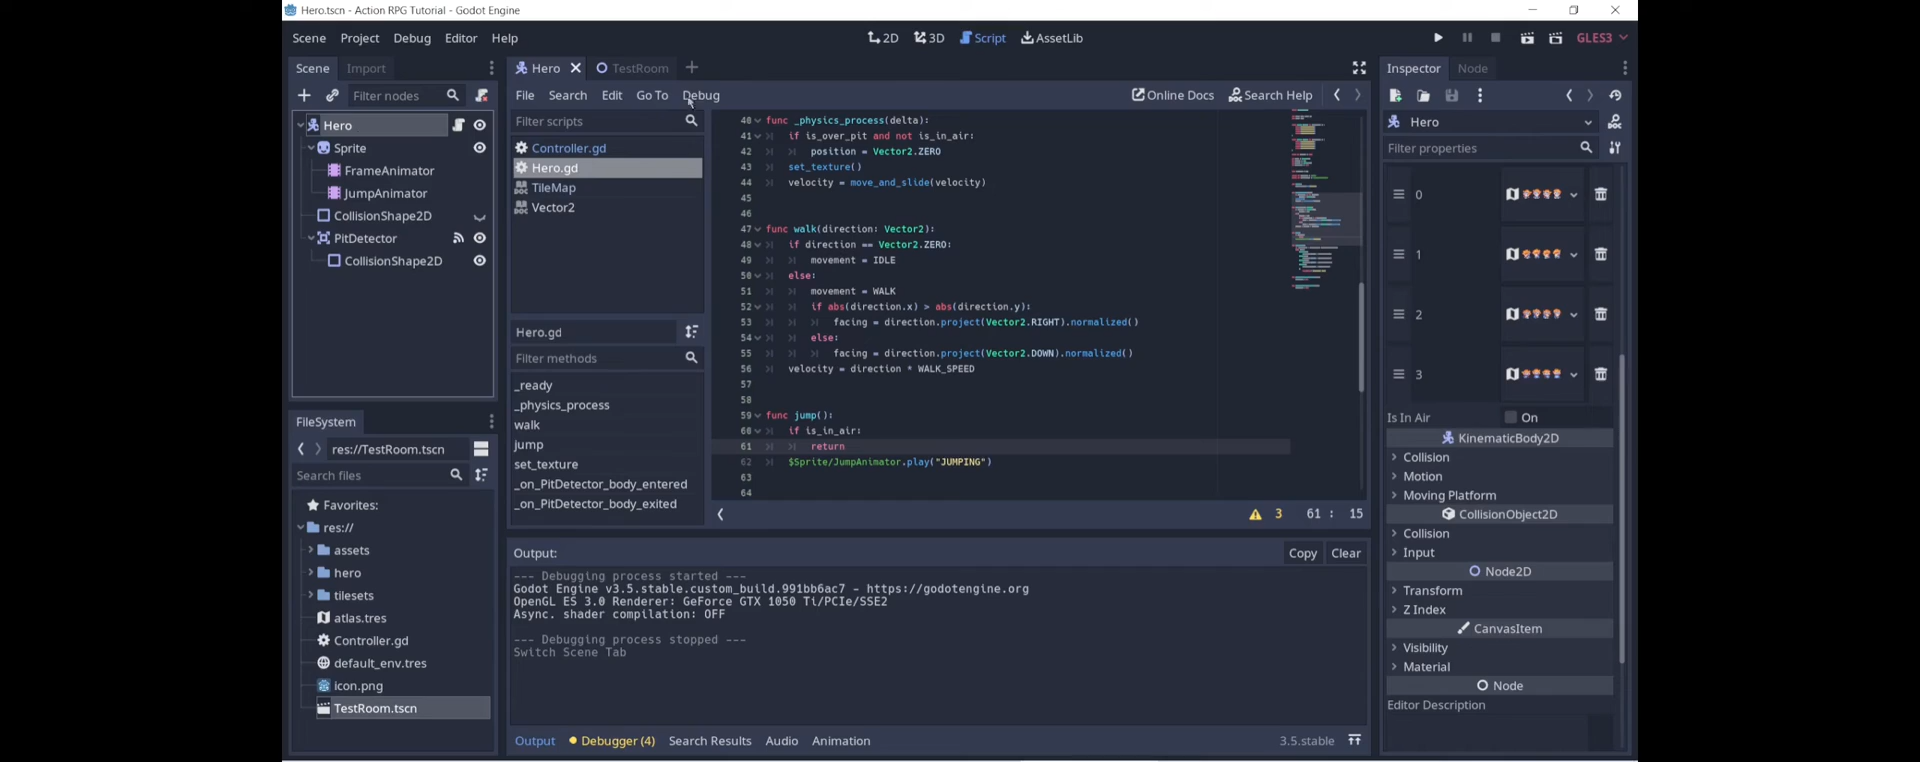 Hero.tscn - Action RPG Tutorial - Godot Engine
Scene Project Debug Editor Help
2D 3D Script AssetLib
GLES3
Scene Import
Filter nodes
Hero
Sprite
FrameAnimator
JumpAnimator
CollisionShape2D
PitDetector
CollisionShape2D
FileSystem
res://TestRoom.tscn
Search files
Favorites:
res://
assets
hero
tilesets
atlas.tres
Controller.gd
default_env.tres
icon.png
TestRoom.tscn
Hero TestRoom
File Search Edit Go To Debug
Online Docs Search Help
Filter scripts
Controller.gd
Hero.gd
TileMap
Vector2
Hero.gd
Filter methods
_ready
_physics_process
walk
jump
set_texture
_on_PitDetector_body_entered
_on_PitDetector_body_exited
40 func _physics_process(delta):
41 if is_over_pit and not is_in_air:
42 position = Vector2.ZERO
43 set_texture()
44 velocity = move_and_slide(velocity)
45
46
47 func walk(direction: Vector2):
48 if direction == Vector2.ZERO:
49 movement = IDLE
50 else:
51 movement = WALK
52 if abs(direction.x) > abs(direction.y):
53 facing = direction.project(Vector2.RIGHT).normalized()
54 else:
55 facing = direction.project(Vector2.DOWN).normalized()
56 velocity = direction * WALK_SPEED
57
58
59 func jump():
60 if is_in_air:
61 return
62 $Sprite/JumpAnimator.play("JUMPING")
63
64
3 61 : 15
Output:
Copy Clear
--- Debugging process started ---
Godot Engine v3.5.stable.custom_build.991bb6ac7 - https://godotengine.org
OpenGL ES 3.0 Renderer: GeForce GTX 1050 Ti/PCIe/SSE2
Async. shader compilation: OFF
--- Debugging process stopped ---
Switch Scene Tab
Output Debugger (4) Search Results Audio Animation
3.5.stable
Inspector Node
Hero
Filter properties
0
1
2
3
Is In Air On
KinematicBody2D
Collision
Motion
Moving Platform
CollisionObject2D
Collision
Input
Node2D
Transform
Z Index
CanvasItem
Visibility
Material
Node
Editor Description